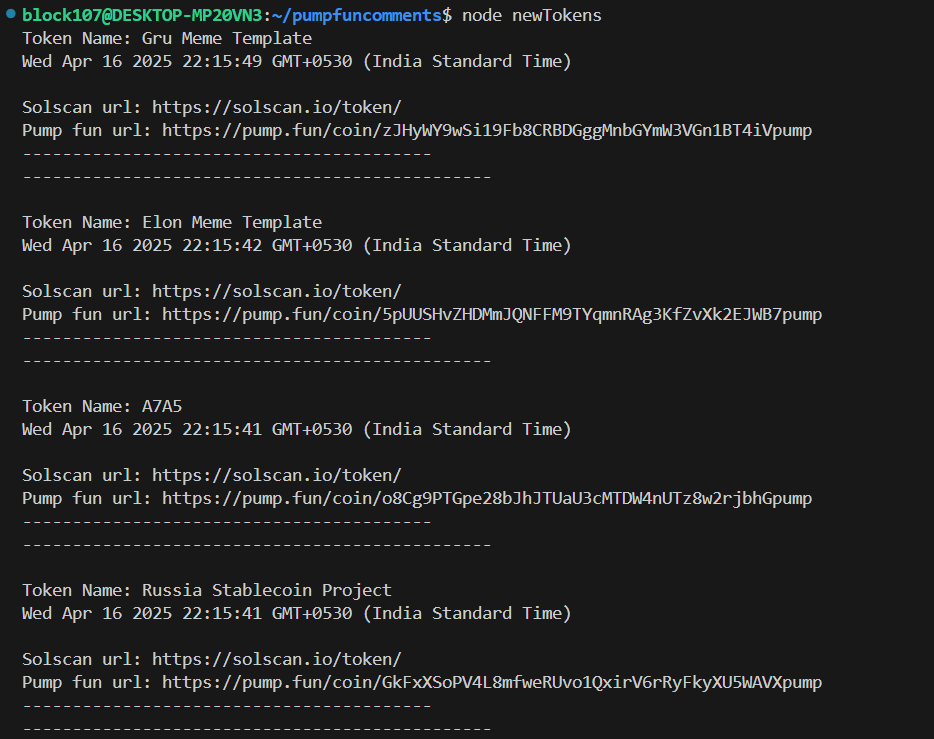 block107@DESKTOP-MP20VN3:~/pumpfuncomments$ node newTokens
Token Name: Gru Meme Template
Wed Apr 16 2025 22:15:49 GMT+0530 (India Standard Time)
Solscan url: https://solscan.io/token/
Pump fun url: https://pump.fun/coin/zJHyWY9wSi19Fb8CRBDGggMnbGYmW3VGn1BT4iVpump
-----------------------------------------
-----------------------------------------------
Token Name: Elon Meme Template
Wed Apr 16 2025 22:15:42 GMT+0530 (India Standard Time)
Solscan url: https://solscan.io/token/
Pump fun url: https://pump.fun/coin/5pUUSHvZHDMmJQNFFM9TYqmnRAg3KfZvXk2EJWB7pump
-----------------------------------------
-----------------------------------------------
Token Name: A7A5
Wed Apr 16 2025 22:15:41 GMT+0530 (India Standard Time)
Solscan url: https://solscan.io/token/
Pump fun url: https://pump.fun/coin/o8Cg9PTGpe28bJhJTUaU3cMTDW4nUTz8w2rjbhGpump
-----------------------------------------
-----------------------------------------------
Token Name: Russia Stablecoin Project
Wed Apr 16 2025 22:15:41 GMT+0530 (India Standard Time)
Solscan url: https://solscan.io/token/
Pump fun url: https://pump.fun/coin/GkFxXSoPV4L8mfweRUvo1QxirV6rRyFkyXU5WAVXpump
-----------------------------------------
-----------------------------------------------